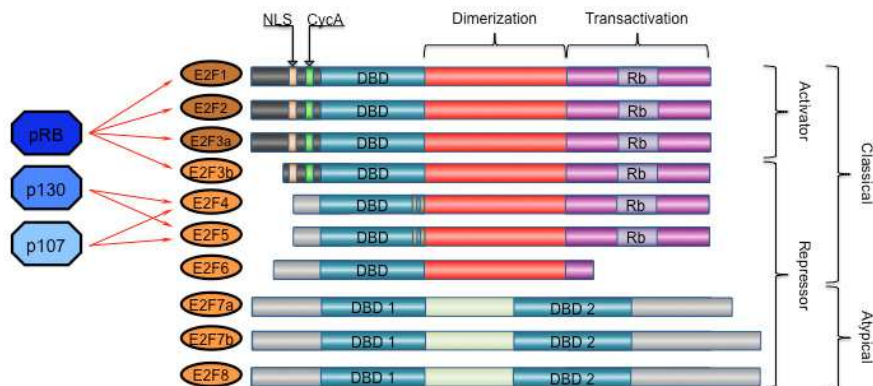 NLS CycA Dimerization Transactivation
E2F1 DBD Rb
E2F2 DBD Rb
pRB
E2F3a DBD Rb
Activator
E2F3b DBD Rb
Classical
p130
E2F4 DBD Rb
p107
E2F5 DBD Rb
E2F6 DBD
Repressor
E2F7a DBD 1 DBD 2
E2F7b DBD 1 DBD 2
Atypical
E2F8 DBD 1 DBD 2